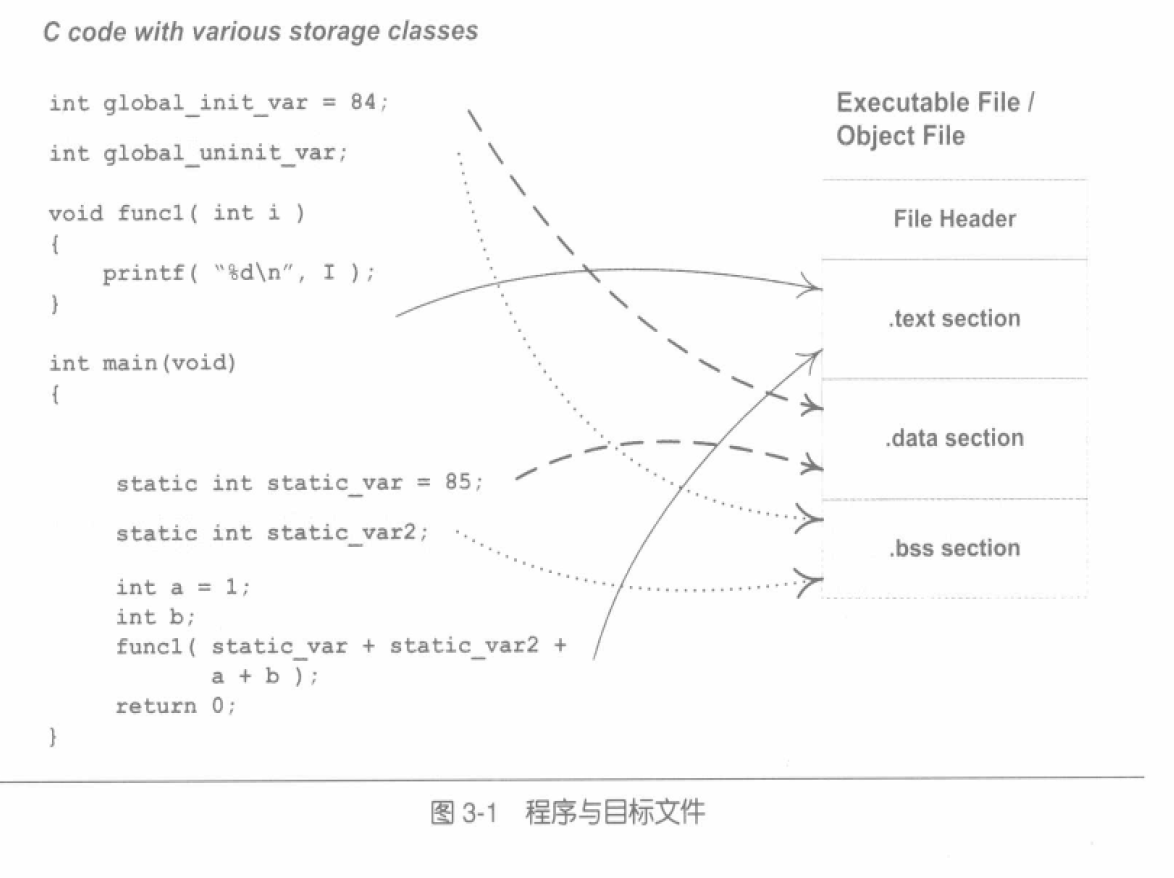 C code with various storage classes
int global_init_var = 84;
int global_uninit_var;
void func1( int i )
{
printf( “%d\n”, I );
}
int main(void)
{
static int static_var = 85;
static int static_var2;
int a = 1;
int b;
func1( static_var + static_var2 +
a + b );
return 0;
}
Executable File /
Object File
File Header
.text section
.data section
.bss section
图 3-1 程序与目标文件